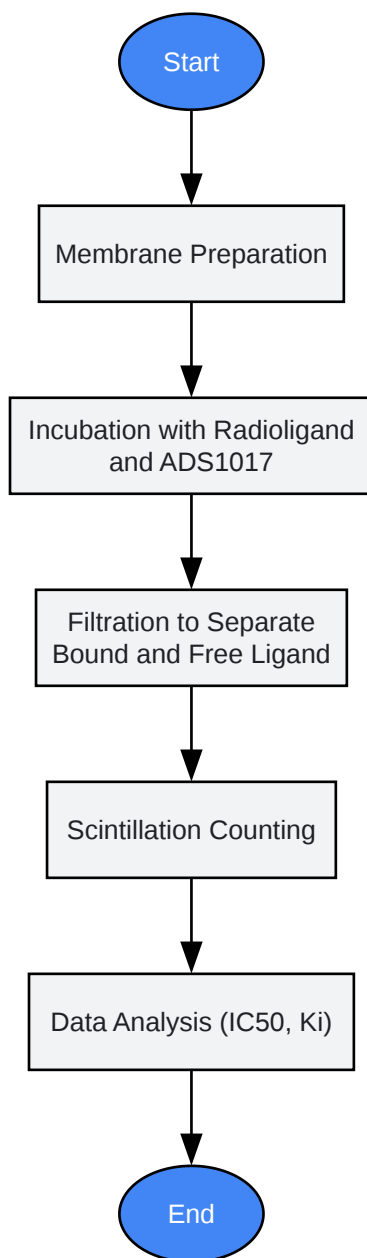 Start
Membrane Preparation
Incubation with Radioligand
and ADS1017
Filtration to Separate
Bound and Free Ligand
Scintillation Counting
Data Analysis (IC50, Ki)
End